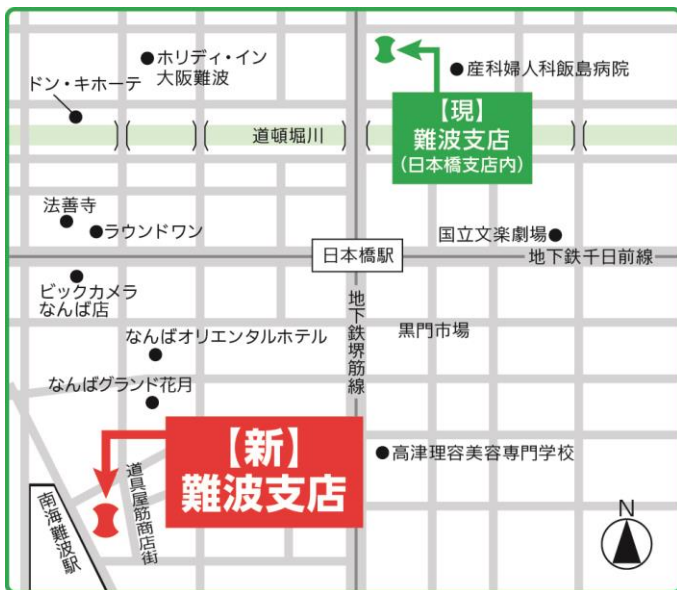 ホリディ・イン
大阪難波
ドン・キホーテ
産科婦人科飯島病院
【現】
難波支店
(日本橋支店内)
道頓堀川
法善寺
ラウンドワン
国立文楽劇場
日本橋駅
地下鉄千日前線
ビックカメラ
なんば店
地下鉄堺筋線
黒門市場
なんばオリエンタルホテル
なんばグランド花月
【新】
難波支店
高津理容美容専門学校
道具屋筋商店街
南海難波駅
N